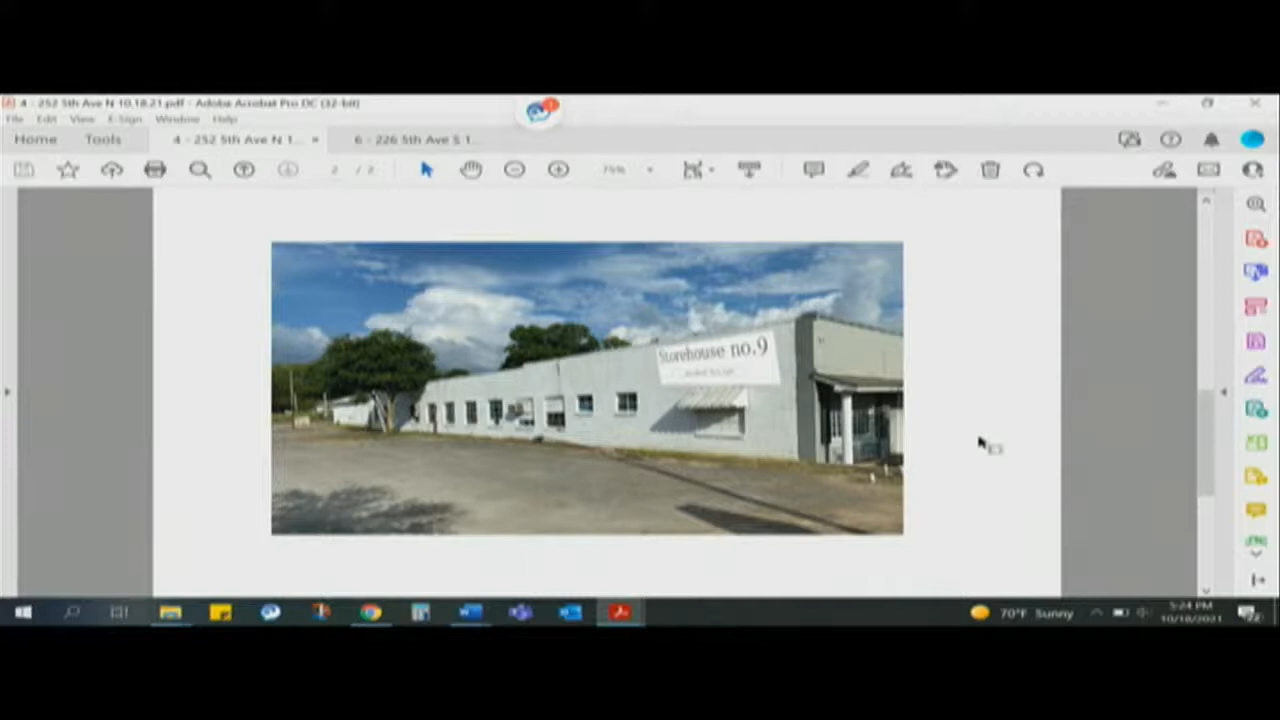 4 - 252 5th Ave N 10.18.21.pdf - Adobe Acrobat Pro DC (32-bit)
File Edit View E-Sign Window Help
Home Tools 4 - 252 5th Ave N 1... × 6 - 226 5th Ave S 1...
2 / 2 75%
Storehouse no.9
70°F Sunny
5:24 PM
10/18/2021